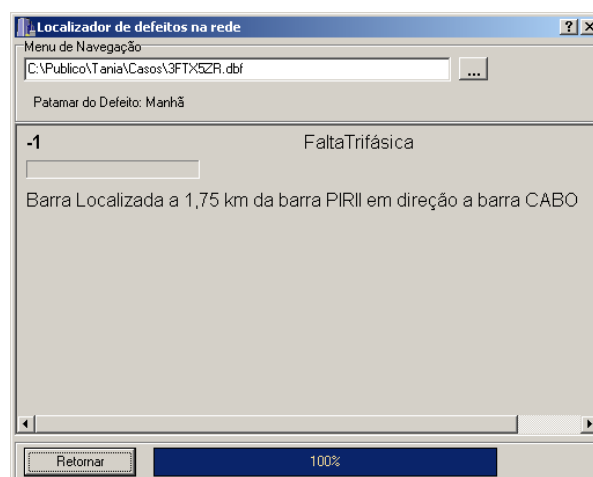 Localizador de defeitos na rede
Menu de Navegação
C:\Publico\Tania\Casos\3FTX5ZR.dbf
...
Patamar do Defeito: Manhã
-1 FaltaTrifásica
Barra Localizada a 1,75 km da barra PIRII em direção a barra CABO
Retornar 100%